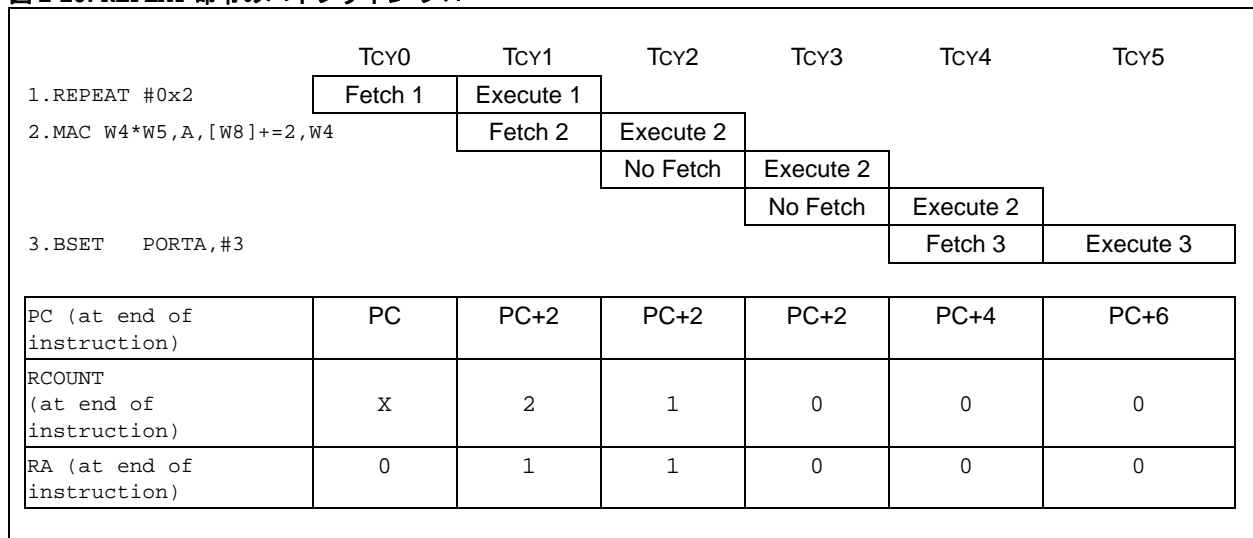 TCY0 TCY1 TCY2 TCY3 TCY4 TCY5
1.REPEAT #0x2 Fetch 1 Execute 1
2.MAC W4*W5,A,[W8]+=2,W4 Fetch 2 Execute 2
No Fetch Execute 2
No Fetch Execute 2
3.BSET PORTA,#3 Fetch 3 Execute 3
PC (at end of
instruction) PC PC+2 PC+2 PC+2 PC+4 PC+6
RCOUNT
(at end of
instruction) X 2 1 0 0 0
RA (at end of
instruction) 0 1 1 0 0 0